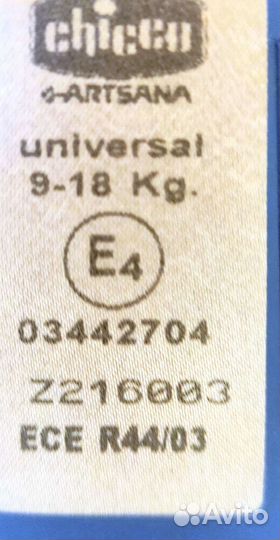 chicco
ARTSANA
universal
9-18 Kg.
E4
03442704
Z216003
ECE R44/03
Avito